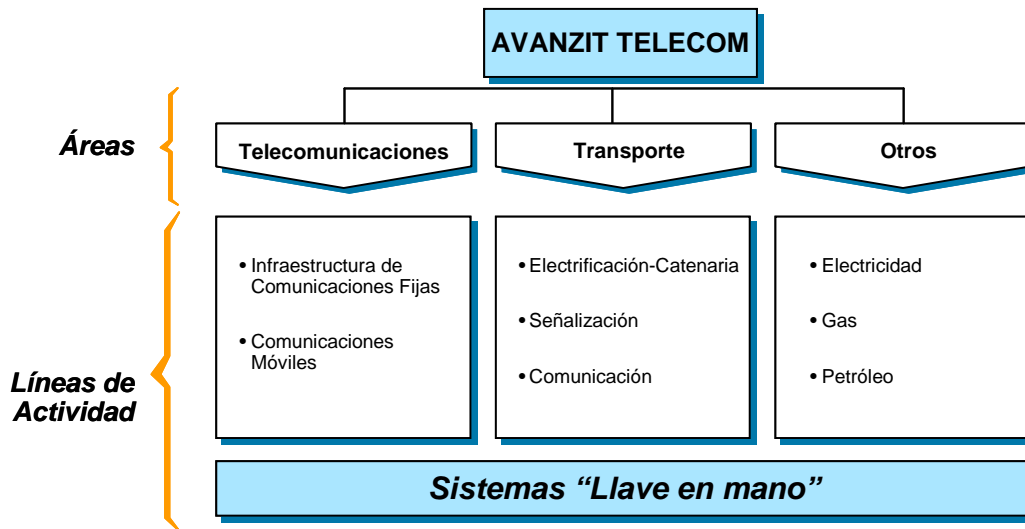 AVANZIT TELECOM
Áreas
Telecomunicaciones
Transporte
Otros
Líneas de
Actividad
• Infraestructura de
Comunicaciones Fijas
• Comunicaciones
Móviles
• Electrificación-Catenaria
• Señalización
• Comunicación
• Electricidad
• Gas
• Petróleo
Sistemas “Llave en mano”